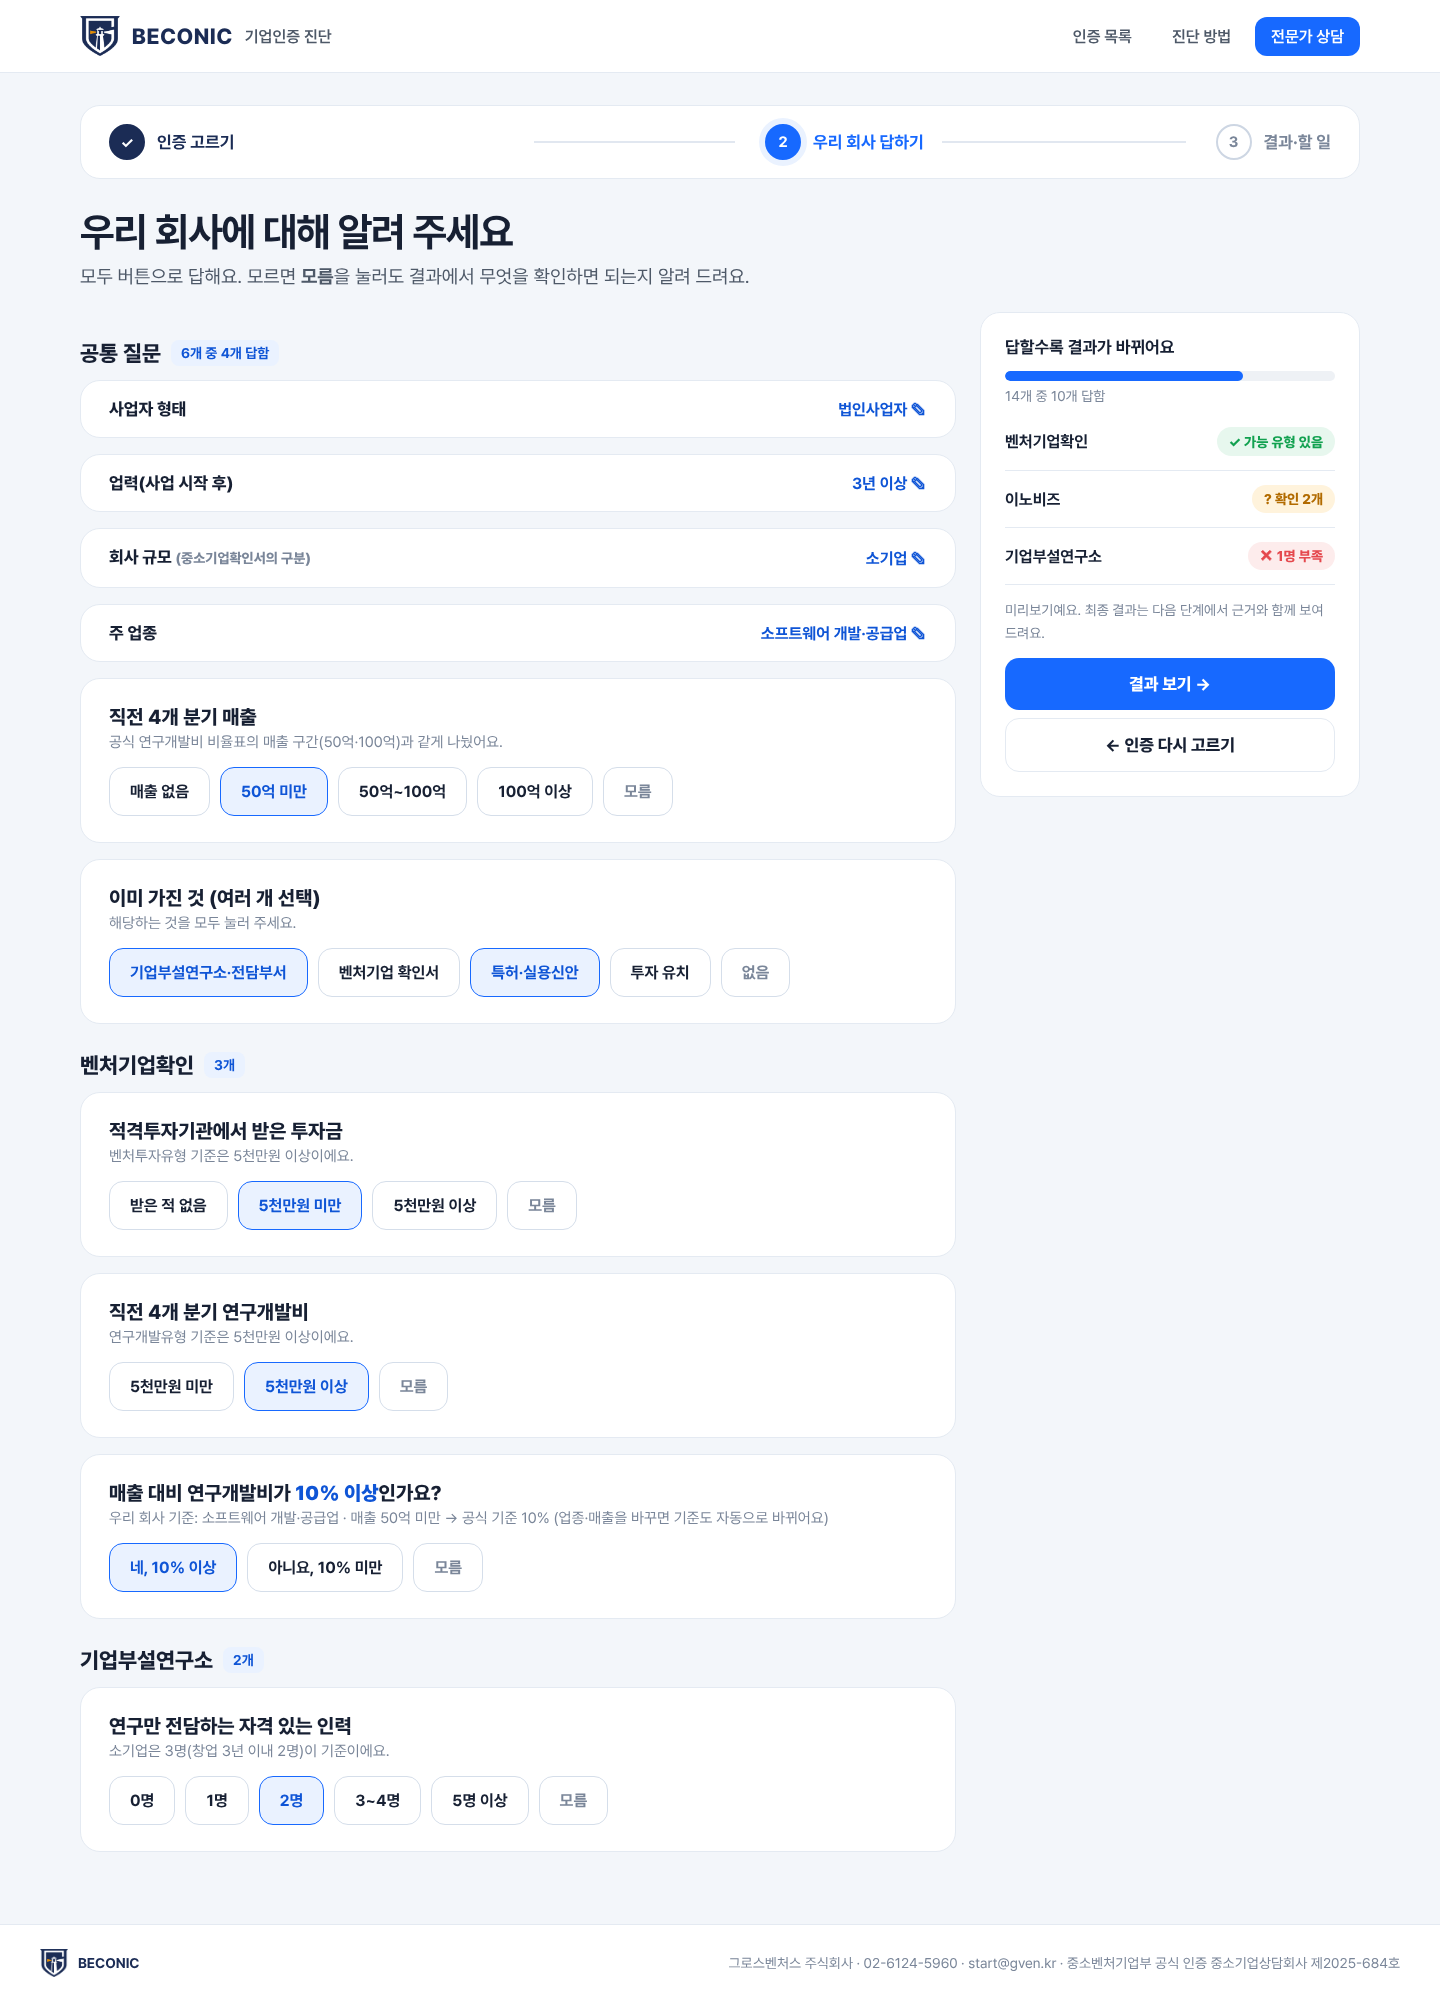 BECONIC 기업인증 진단
인증 목록
진단 방법
전문가 상담
✓ 인증 고르기
2 우리 회사 답하기
3 결과·할 일
우리 회사에 대해 알려 주세요
모두 버튼으로 답해요. 모르면 모름을 눌러도 결과에서 무엇을 확인하면 되는지 알려 드려요.
공통 질문 6개 중 4개 답함
사업자 형태 법인사업자 ✎
업력(사업 시작 후) 3년 이상 ✎
회사 규모 (중소기업확인서의 구분) 소기업 ✎
주 업종 소프트웨어 개발·공급업 ✎
직전 4개 분기 매출
공식 연구개발비 비율표의 매출 구간(50억·100억)과 같게 나눴어요.
매출 없음 50억 미만 50억~100억 100억 이상 모름
이미 가진 것 (여러 개 선택)
해당하는 것을 모두 눌러 주세요.
기업부설연구소·전담부서 벤처기업 확인서 특허·실용신안 투자 유치 없음
벤처기업확인 3개
적격투자기관에서 받은 투자금
벤처투자유형 기준은 5천만원 이상이에요.
받은 적 없음 5천만원 미만 5천만원 이상 모름
직전 4개 분기 연구개발비
연구개발유형 기준은 5천만원 이상이에요.
5천만원 미만 5천만원 이상 모름
매출 대비 연구개발비가 10% 이상인가요?
우리 회사 기준: 소프트웨어 개발·공급업 · 매출 50억 미만 → 공식 기준 10% (업종·매출을 바꾸면 기준도 자동으로 바뀌어요)
네, 10% 이상 아니요, 10% 미만 모름
기업부설연구소 2개
연구만 전담하는 자격 있는 인력
소기업은 3명(창업 3년 이내 2명)이 기준이에요.
0명 1명 2명 3~4명 5명 이상 모름
답할수록 결과가 바뀌어요
14개 중 10개 답함
벤처기업확인 ✓ 가능 유형 있음
이노비즈 ? 확인 2개
기업부설연구소 ✕ 1명 부족
미리보기예요. 최종 결과는 다음 단계에서 근거와 함께 보여
드려요.
결과 보기 →
← 인증 다시 고르기
BECONIC
그로스벤처스 주식회사 · 02-6124-5960 · start@gven.kr · 중소벤처기업부 공식 인증 중소기업상담회사 제2025-684호